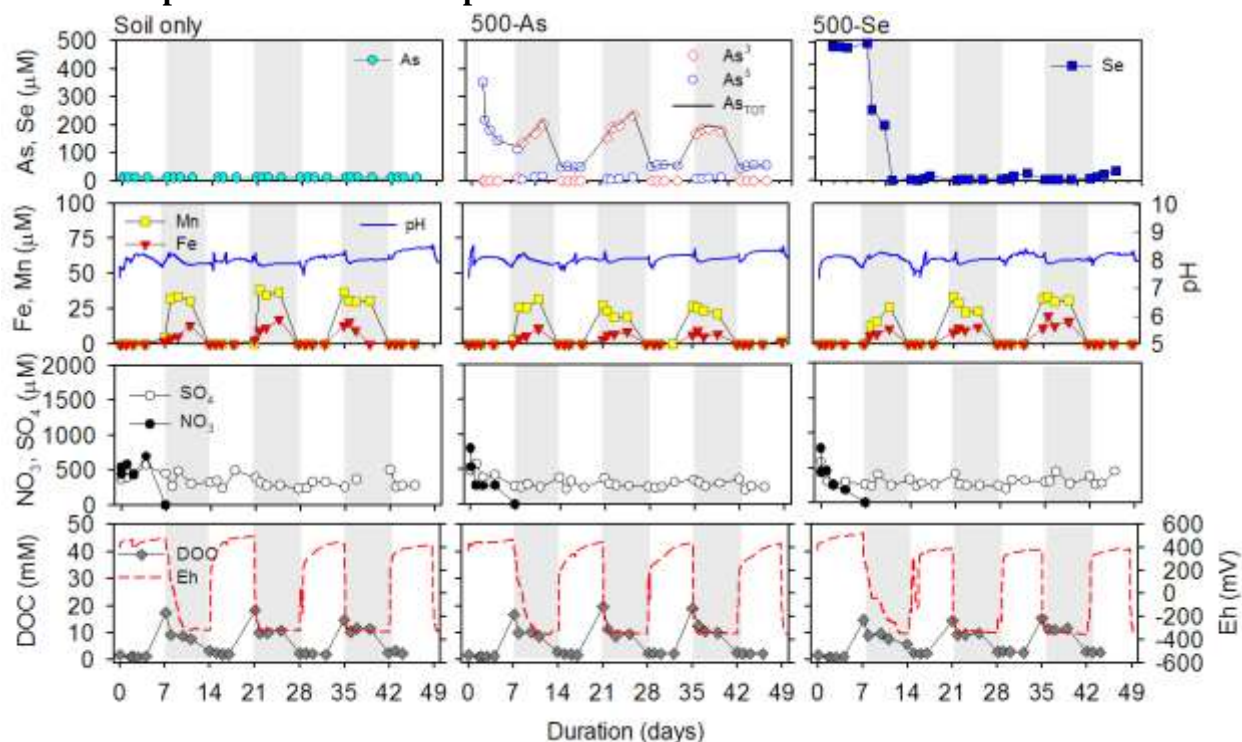 Soil only
500-As
500-Se
500
400
300
200
100
0
As, Se (μM)
As
As³
As⁵
As_TOT
Se
100
75
50
25
0
Fe, Mn (μM)
Mn
Fe
pH
10
9
8
7
6
5
pH
2000
1500
1000
500
0
NO₃, SO₄ (μM)
SO₄
NO₃
50
40
30
20
10
0
DOC (mM)
DOC
Eh
600
400
200
0
-200
-400
-600
Eh (mV)
0 7 14 21 28 35 42 49
0 7 14 21 28 35 42 49
0 7 14 21 28 35 42 49
Duration (days)